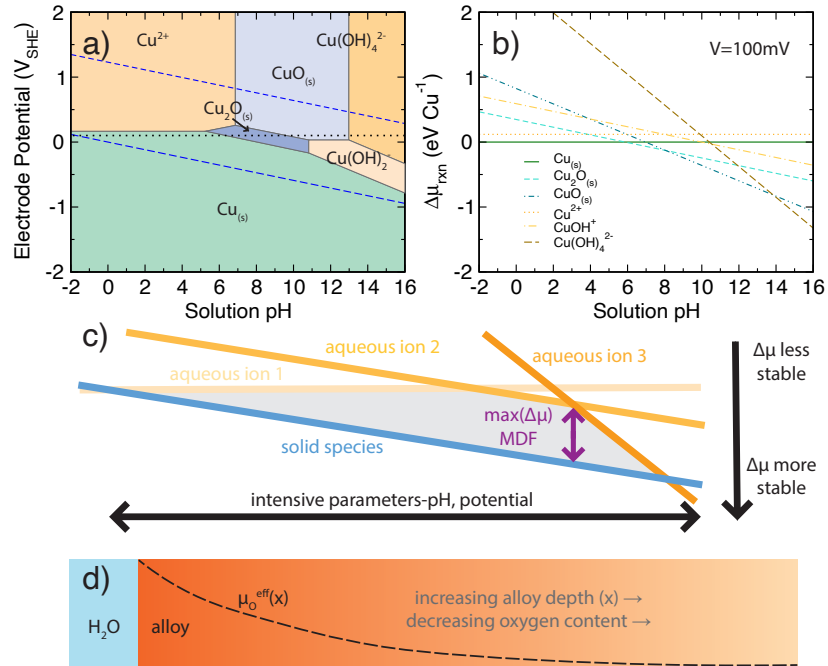 a)
Cu2+
Cu(OH)42-
CuO(s)
Cu2O(s)
Cu(OH)2-
Cu(s)
Electrode Potential (VSHE)
2
1
0
-1
-2
-2 0 2 4 6 8 10 12 14 16
Solution pH
b)
V=100mV
Δμrxn (eV Cu-1)
2
1
0
-1
-2
Cu(s)
Cu2O(s)
CuO(s)
Cu2+
CuOH+
Cu(OH)42-
-2 0 2 4 6 8 10 12 14 16
Solution pH
c)
aqueous ion 1
aqueous ion 2
aqueous ion 3
solid species
max(Δμ)
MDF
Δμ less
stable
Δμ more
stable
intensive parameters-pH, potential
d)
H2O
alloy
μOeff(x)
increasing alloy depth (x) →
decreasing oxygen content →